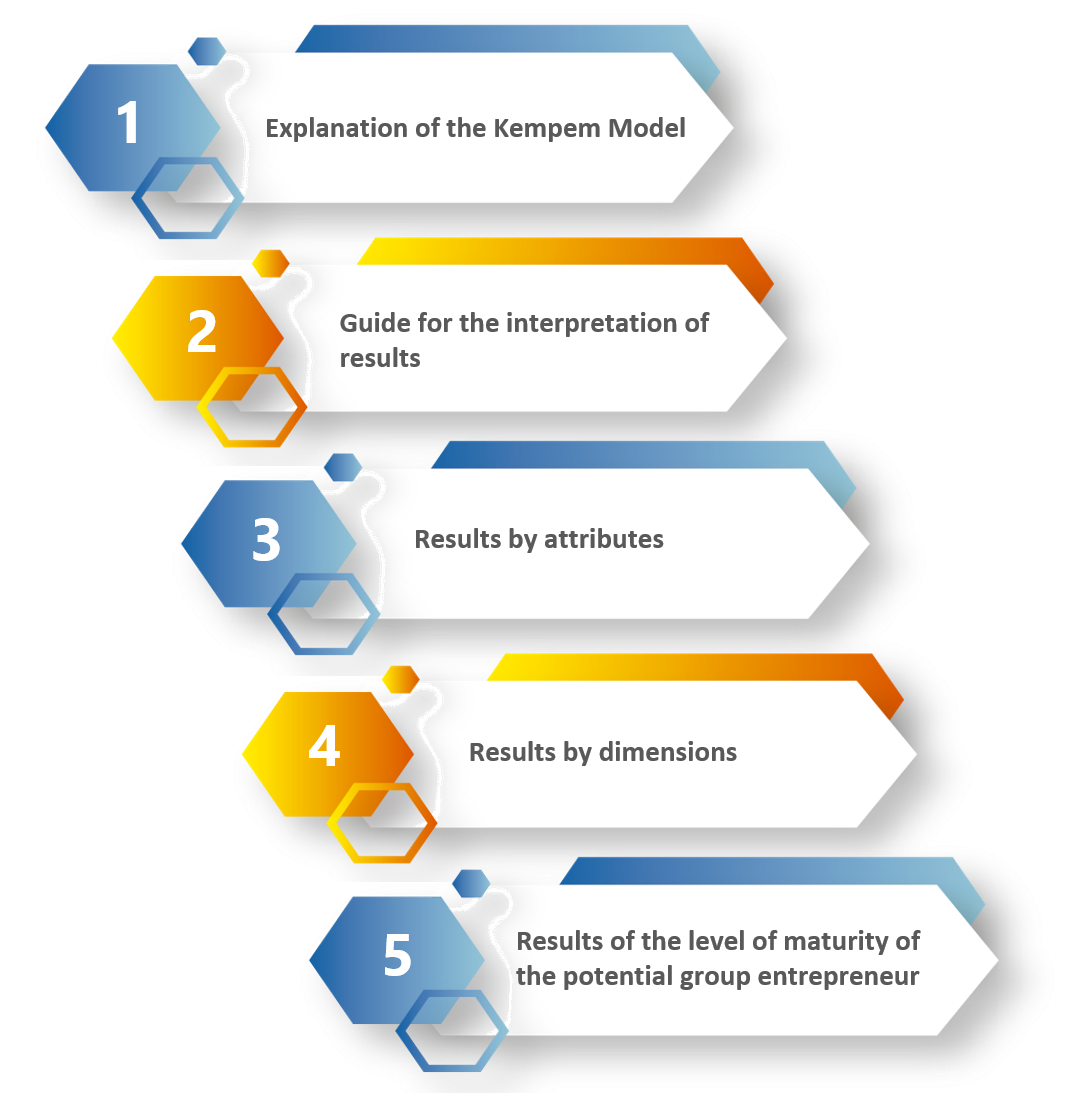 1
Explanation of the Kempem Model
2
Guide for the interpretation of
results
3
Results by attributes
4
Results by dimensions
5
Results of the level of maturity of
the potential group entrepreneur